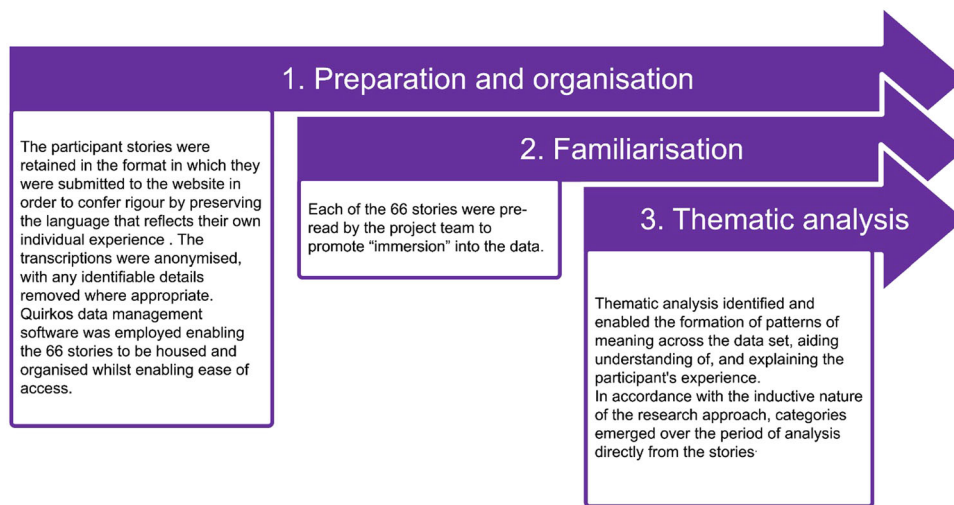 1. Preparation and organisation
The participant stories were
retained in the format in which they
were submitted to the website in
order to confer rigour by preserving
the language that reflects their own
individual experience . The
transcriptions were anonymised,
with any identifiable details
removed where appropriate.
Quirkos data management
software was employed enabling
the 66 stories to be housed and
organised whilst enabling ease of
access.
2. Familiarisation
Each of the 66 stories were pre-
read by the project team to
promote “immersion” into the data.
3. Thematic analysis
Thematic analysis identified and
enabled the formation of patterns of
meaning across the data set, aiding
understanding of, and explaining the
participant's experience.
In accordance with the inductive nature
of the research approach, categories
emerged over the period of analysis
directly from the stories.